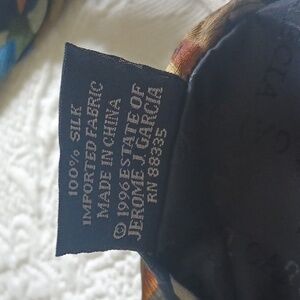 100% SILK
IMPORTED FABRIC
MADE IN CHINA
© 1996 ESTATE OF
JEROME J. GARCIA
RN 88335